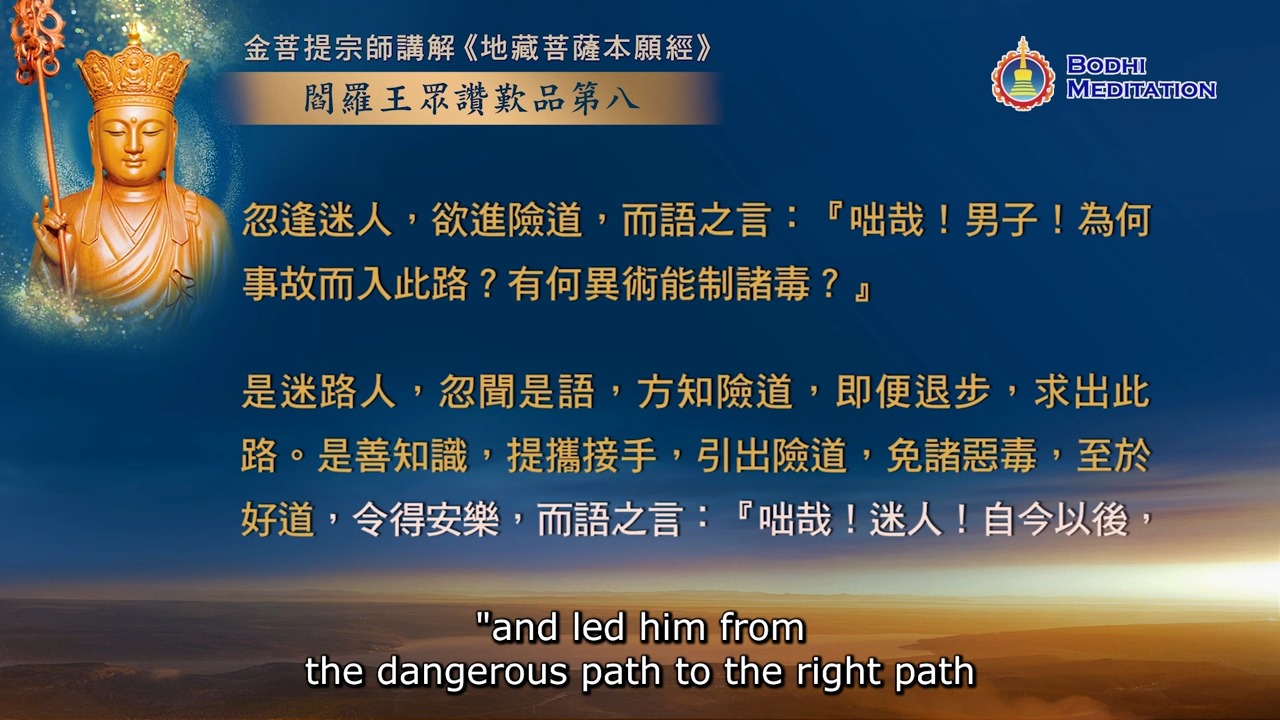 金菩提宗師講解《地藏菩薩本願經》
閻羅王眾讚歎品第八
BODHI
MEDITATION
忽逢迷人，欲進險道，而語之言：『咄哉！男子！為何
事故而入此路？有何異術能制諸毒？』
是迷路人，忽聞是語，方知險道，即便退步，求出此
路。是善知識，提攜接手，引出險道，免諸惡毒，至於
好道，令得安樂，而語之言：『咄哉！迷人！自今以後，
"and led him from
the dangerous path to the right path